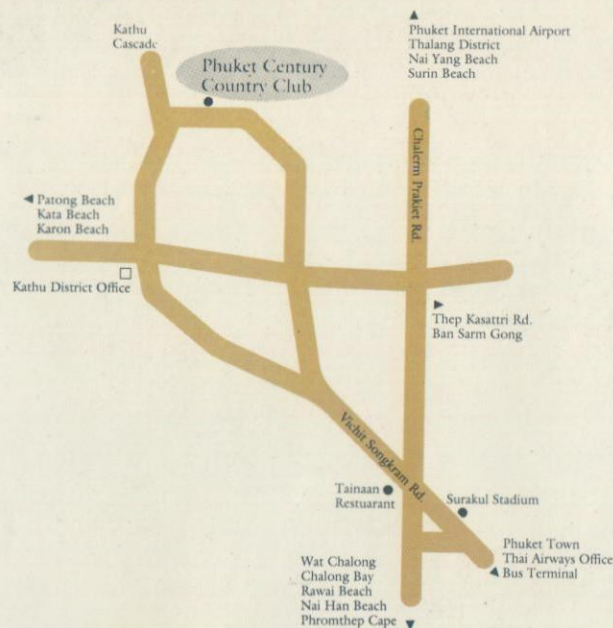 Kathu
Cascade
Phuket Century
Country Club
Phuket International Airport
Thalang District
Nai Yang Beach
Surin Beach
Chalerm Prakiet Rd.
Patong Beach
Kata Beach
Karon Beach
Kathu District Office
Thep Kasattri Rd.
Ban Sarm Gong
Vichit Songkram Rd.
Tainaan
Restuarant
Surakul Stadium
Phuket Town
Thai Airways Office
Bus Terminal
Wat Chalong
Chalong Bay
Rawai Beach
Nai Han Beach
Phromthep Cape